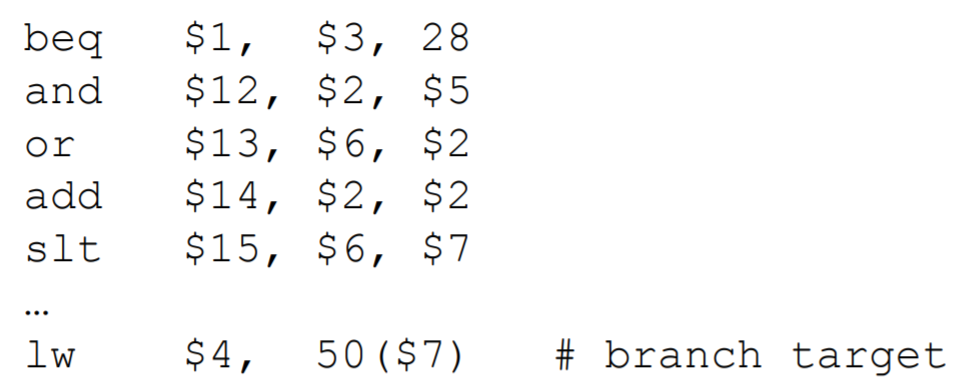 beq $1, $3, 28
and $12, $2, $5
or $13, $6, $2
add $14, $2, $2
slt $15, $6, $7
…
lw $4, 50($7) # branch target